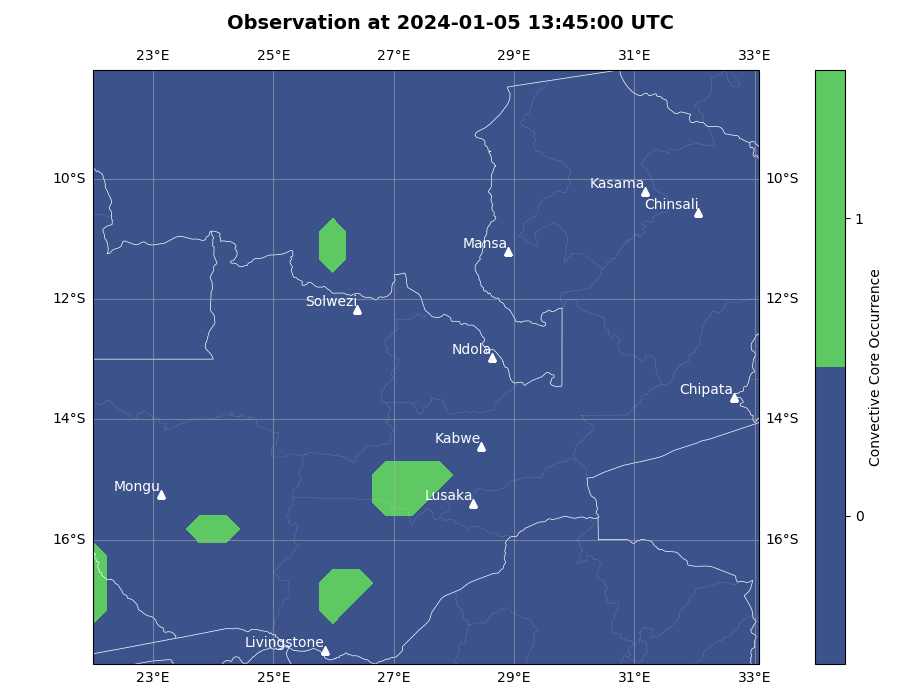 Observation at 2024-01-05 13:45:00 UTC
23°E 25°E 27°E 29°E 31°E 33°E
10°S 10°S
12°S 12°S
14°S 14°S
16°S 16°S
Kasama
Chinsali
Mansa
Solwezi
Ndola
Chipata
Kabwe
Mongu
Lusaka
Livingstone
23°E 25°E 27°E 29°E 31°E 33°E
1
0
Convective Core Occurrence